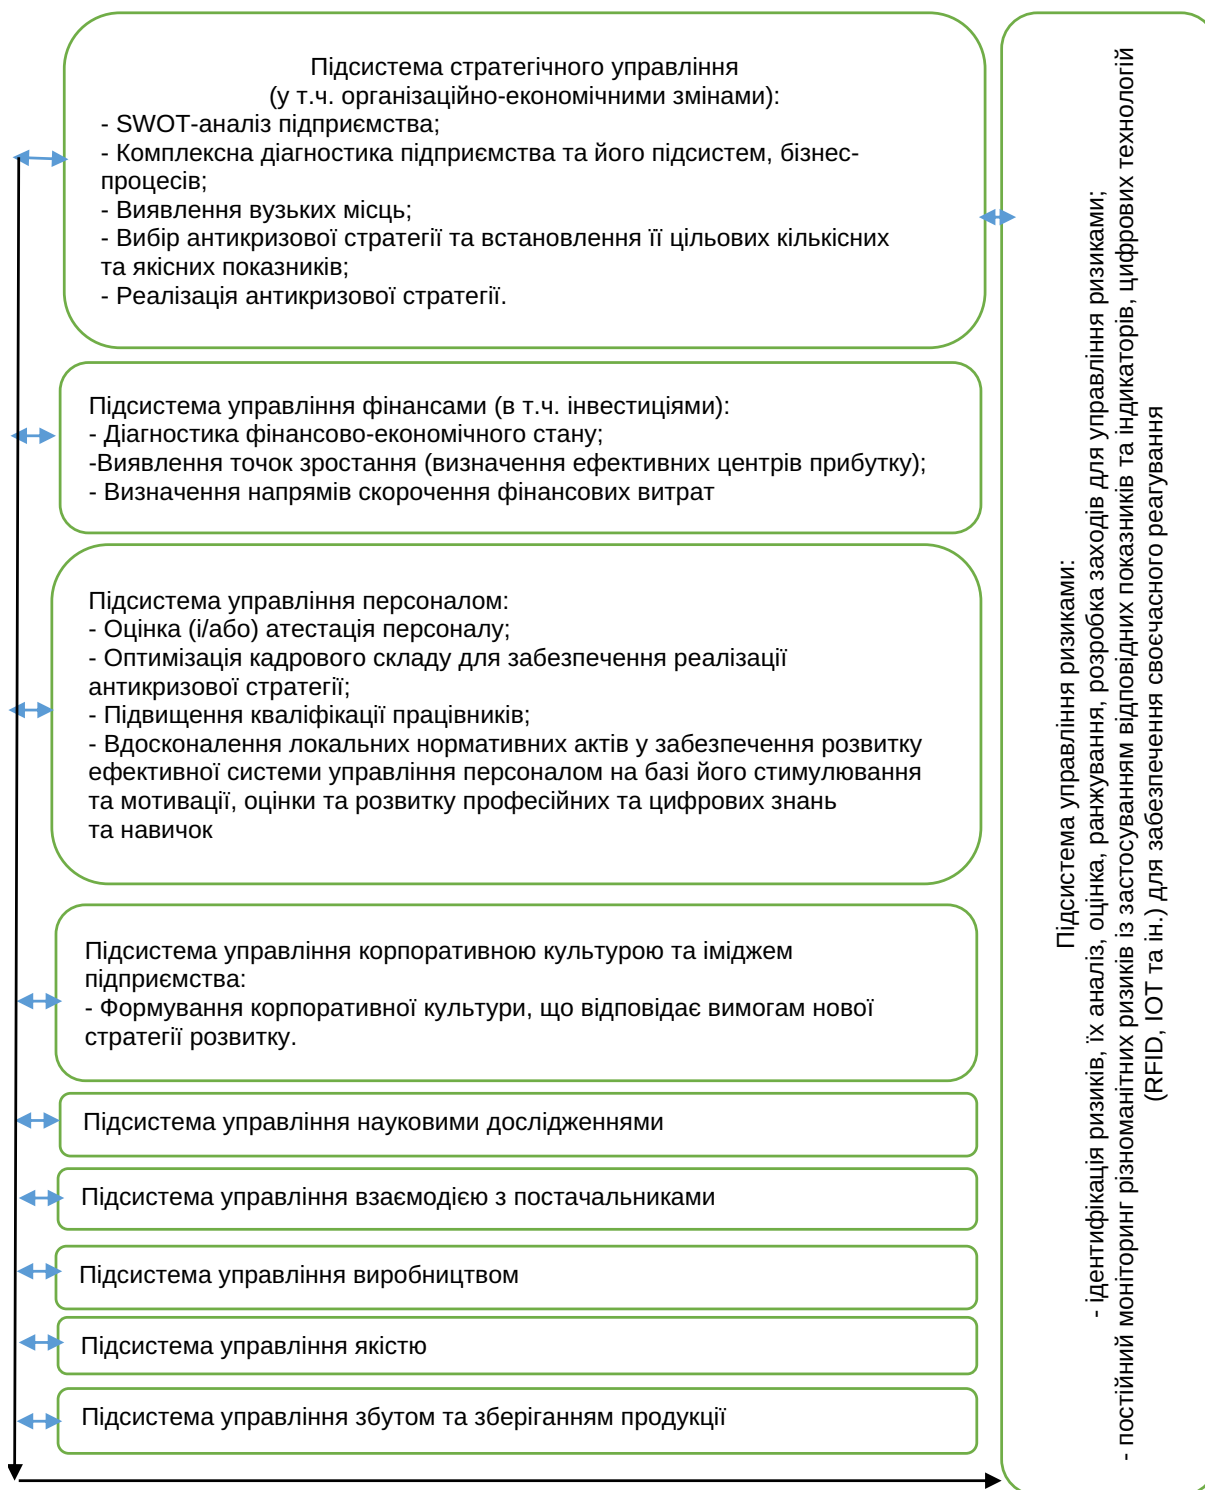 Підсистема стратегічного управління
(у т.ч. організаційно-економічними змінами):
- SWOT-аналіз підприємства;
- Комплексна діагностика підприємства та його підсистем, бізнес-
процесів;
- Виявлення вузьких місць;
- Вибір антикризової стратегії та встановлення її цільових кількісних
та якісних показників;
- Реалізація антикризової стратегії.
Підсистема управління фінансами (в т.ч. інвестиціями):
- Діагностика фінансово-економічного стану;
-Виявлення точок зростання (визначення ефективних центрів прибутку);
- Визначення напрямів скорочення фінансових витрат
Підсистема управління персоналом:
- Оцінка (і/або) атестація персоналу;
- Оптимізація кадрового складу для забезпечення реалізації
антикризової стратегії;
- Підвищення кваліфікації працівників;
- Вдосконалення локальних нормативних актів у забезпечення розвитку
ефективної системи управління персоналом на базі його стимулювання
та мотивації, оцінки та розвитку професійних та цифрових знань
та навичок
Підсистема управління корпоративною культурою та іміджем
підприємства:
- Формування корпоративної культури, що відповідає вимогам нової
стратегії розвитку.
Підсистема управління науковими дослідженнями
Підсистема управління взаємодією з постачальниками
Підсистема управління виробництвом
Підсистема управління якістю
Підсистема управління збутом та зберіганням продукції
Підсистема управління ризиками:
- ідентифікація ризиків, їх аналіз, оцінка, ранжування, розробка заходів для управління ризиками;
- постійний моніторинг різноманітних ризиків із застосуванням відповідних показників та індикаторів, цифрових технологій
(RFID, IOT та ін.) для забезпечення своєчасного реагування